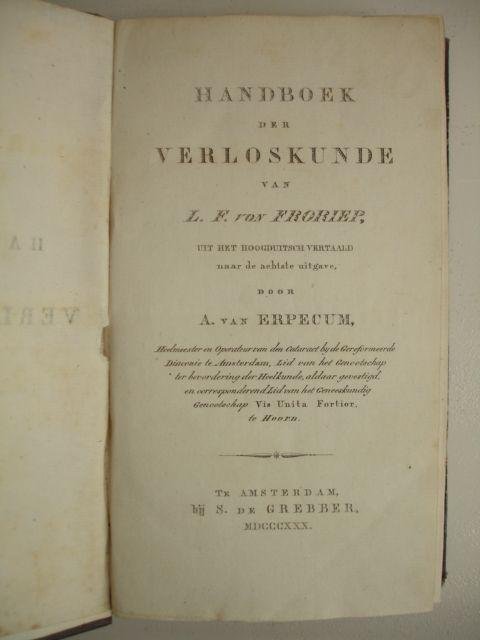 HANDBOEK
DER
VERLOSKUNDE
VAN
L. F. VON FRORIEP,
UIT HET HOOGDUITSCH VERTAALD
naar de achtste uitgave,
DOOR
A. VAN ERPECUM,
Heelmeester en Operateur van den Cataract by de Gereformeerde
Diaconie te Amsterdam, Lid van het Genootschap
ter bevordering der Heelkunde, aldaar gevestigd,
en corresponderend Lid van het Geneeskundig
Genootschap Vis Unita Fortior,
te HOORN.
TE AMSTERDAM,
bij S. DE GREBBER,
MDCCCXXX.